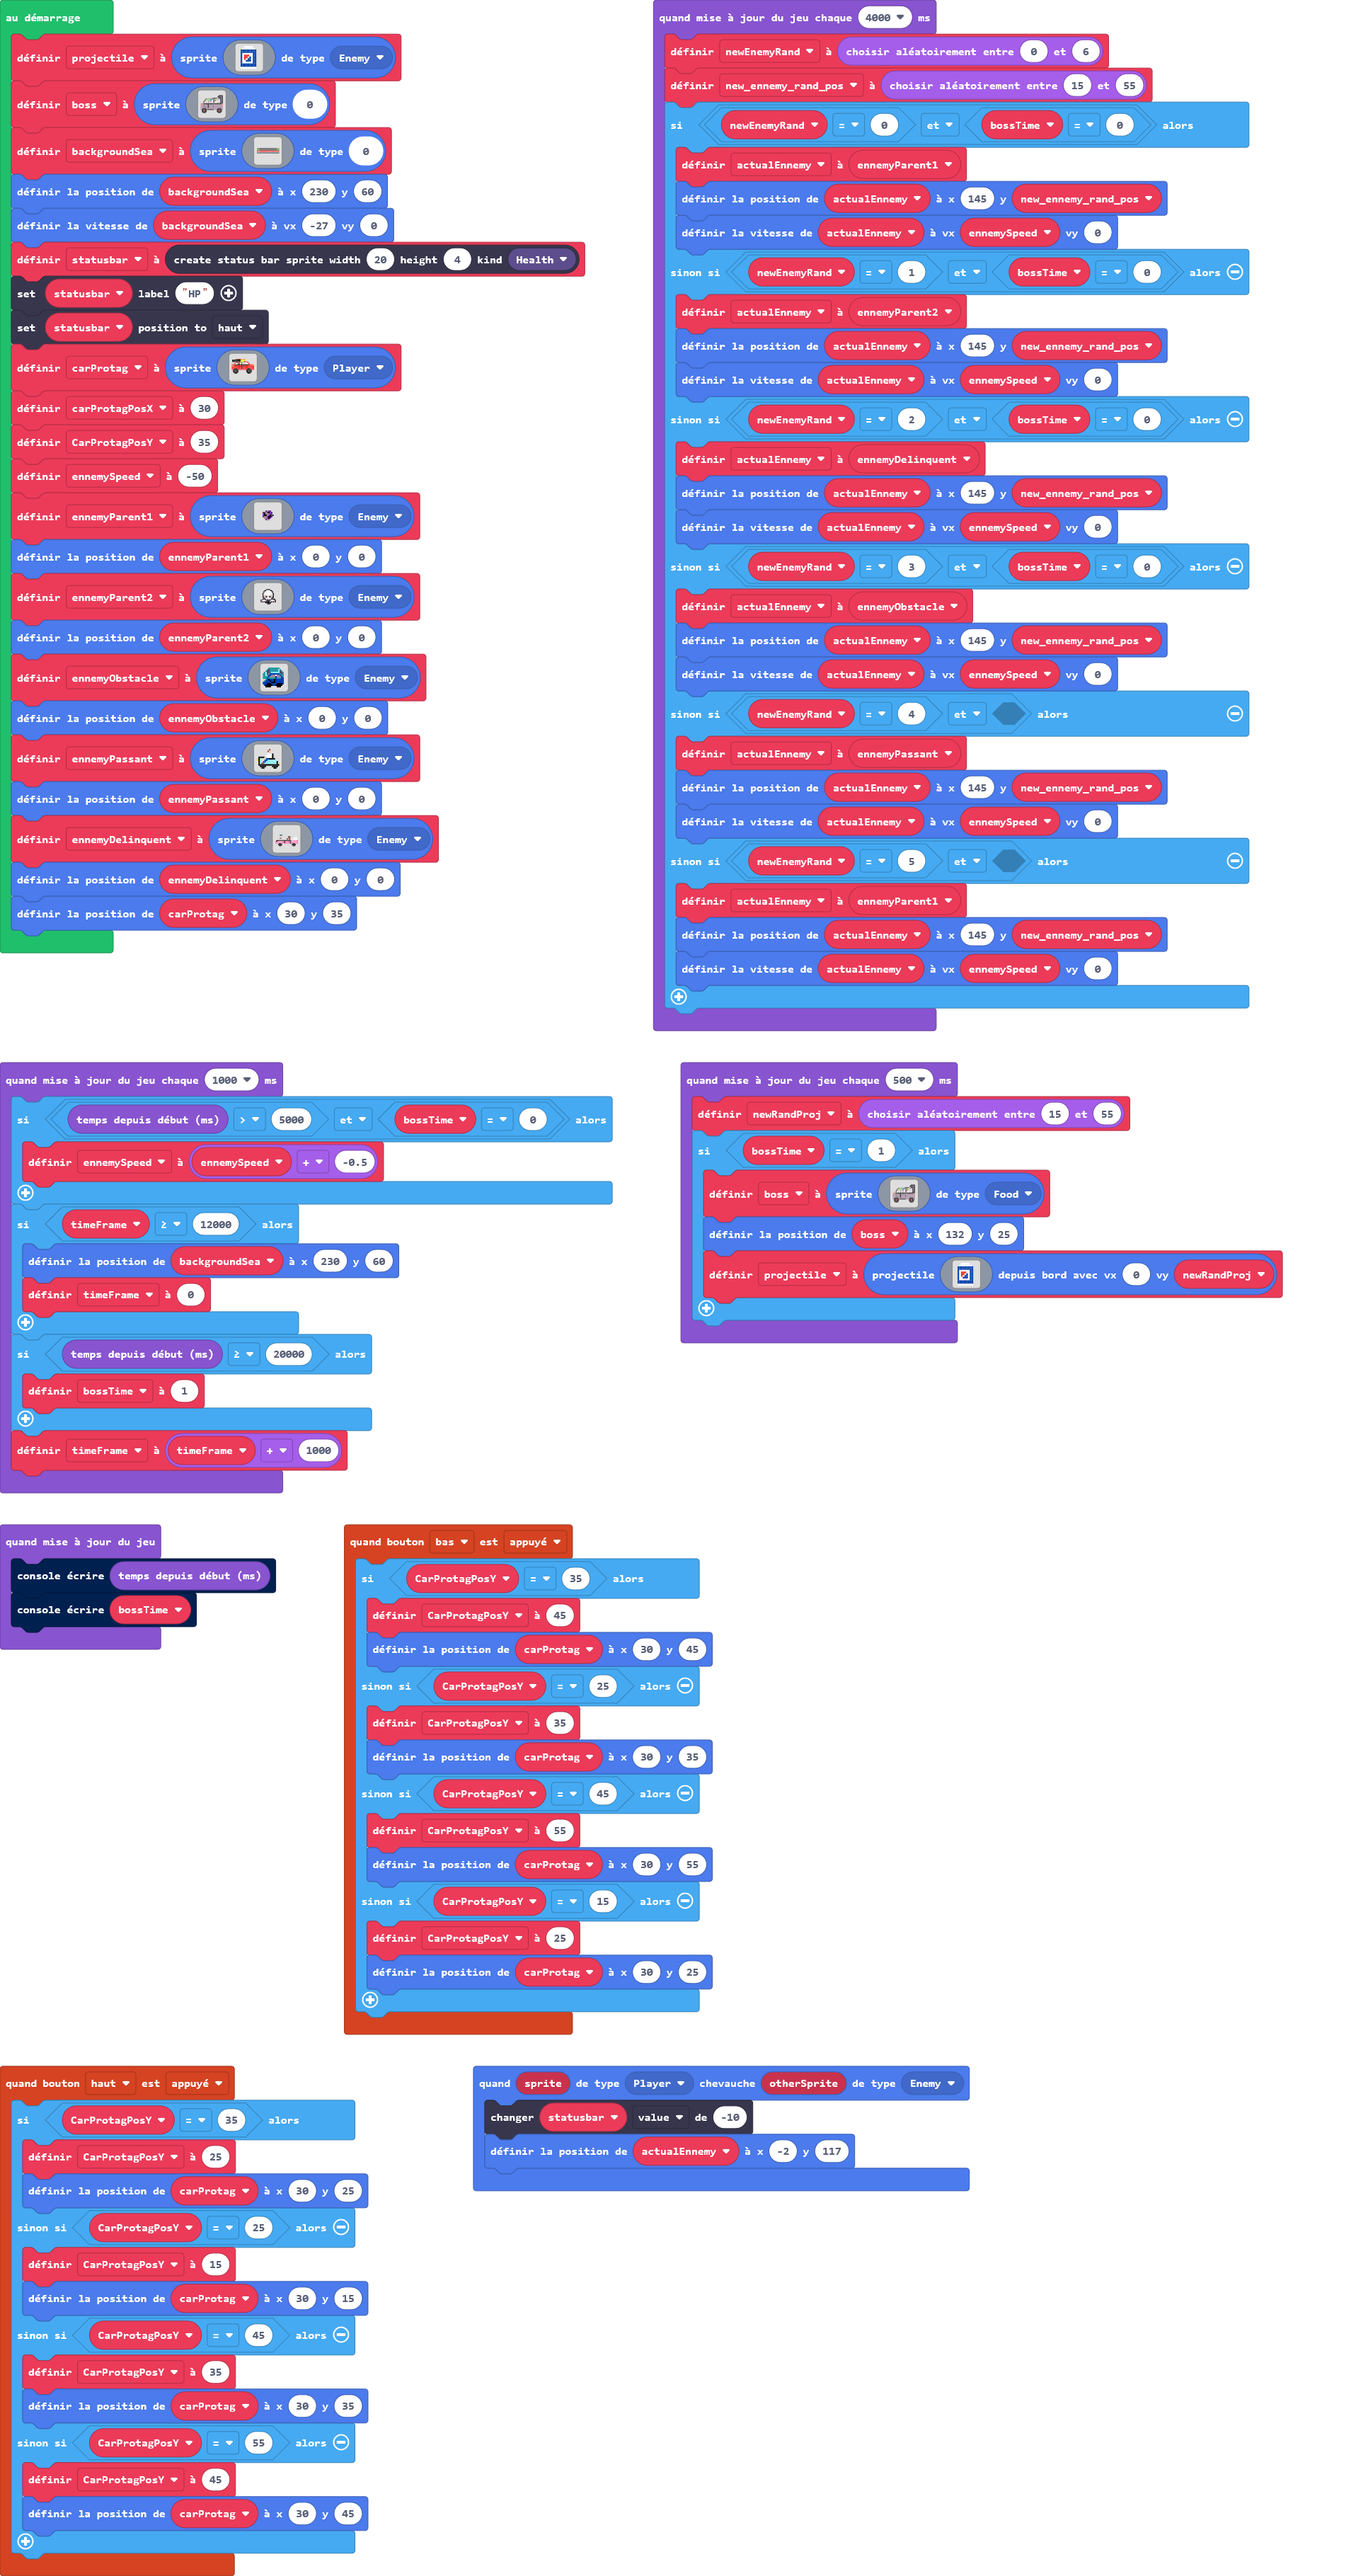 au démarrage
définir projectile à sprite de type Enemy
définir boss à sprite de type 0
définir backgroundSea à sprite de type 0
définir la position de backgroundSea à x 230 y 60
définir la vitesse de backgroundSea à vx -27 vy 0
définir statusbar à create status bar sprite width 20 height 4 kind Health
set statusbar label "HP"
set statusbar position to haut
définir carProtag à sprite de type Player
définir carProtagPosX à 30
définir CarProtagPosY à 35
définir ennemySpeed à -50
définir ennemyParent1 à sprite de type Enemy
définir la position de ennemyParent1 à x 0 y 0
définir ennemyParent2 à sprite de type Enemy
définir la position de ennemyParent2 à x 0 y 0
définir ennemyObstacle à sprite de type Enemy
définir la position de ennemyObstacle à x 0 y 0
définir ennemyPassant à sprite de type Enemy
définir la position de ennemyPassant à x 0 y 0
définir ennemyDelinquent à sprite de type Enemy
définir la position de ennemyDelinquent à x 0 y 0
définir la position de carProtag à x 30 y 35
quand mise à jour du jeu chaque 4000 ms
définir newEnemyRand à choisir aléatoirement entre 0 et 6
définir new_ennemy_rand_pos à choisir aléatoirement entre 15 et 55
si newEnemyRand = 0 et bossTime = 0 alors
définir actualEnnemy à ennemyParent1
définir la position de actualEnnemy à x 145 y new_ennemy_rand_pos
définir la vitesse de actualEnnemy à vx ennemySpeed vy 0
sinon si newEnemyRand = 1 et bossTime = 0 alors
définir actualEnnemy à ennemyParent2
définir la position de actualEnnemy à x 145 y new_ennemy_rand_pos
définir la vitesse de actualEnnemy à vx ennemySpeed vy 0
sinon si newEnemyRand = 2 et bossTime = 0 alors
définir actualEnnemy à ennemyDelinquent
définir la position de actualEnnemy à x 145 y new_ennemy_rand_pos
définir la vitesse de actualEnnemy à vx ennemySpeed vy 0
sinon si newEnemyRand = 3 et bossTime = 0 alors
définir actualEnnemy à ennemyObstacle
définir la position de actualEnnemy à x 145 y new_ennemy_rand_pos
définir la vitesse de actualEnnemy à vx ennemySpeed vy 0
sinon si newEnemyRand = 4 et alors
définir actualEnnemy à ennemyPassant
définir la position de actualEnnemy à x 145 y new_ennemy_rand_pos
définir la vitesse de actualEnnemy à vx ennemySpeed vy 0
sinon si newEnemyRand = 5 et alors
définir actualEnnemy à ennemyParent1
définir la position de actualEnnemy à x 145 y new_ennemy_rand_pos
définir la vitesse de actualEnnemy à vx ennemySpeed vy 0
quand mise à jour du jeu chaque 1000 ms
si temps depuis début (ms) > 5000 et bossTime = 0 alors
définir ennemySpeed à ennemySpeed + -0.5
si timeFrame ≥ 12000 alors
définir la position de backgroundSea à x 230 y 60
définir timeFrame à 0
si temps depuis début (ms) ≥ 20000 alors
définir bossTime à 1
définir timeFrame à timeFrame + 1000
quand mise à jour du jeu chaque 500 ms
définir newRandProj à choisir aléatoirement entre 15 et 55
si bossTime = 1 alors
définir boss à sprite de type Food
définir la position de boss à x 132 y 25
définir projectile à projectile depuis bord avec vx 0 vy newRandProj
quand mise à jour du jeu
console écrire temps depuis début (ms)
console écrire bossTime
quand bouton bas est appuyé
si CarProtagPosY = 35 alors
définir CarProtagPosY à 45
définir la position de carProtag à x 30 y 45
sinon si CarProtagPosY = 25 alors
définir CarProtagPosY à 35
définir la position de carProtag à x 30 y 35
sinon si CarProtagPosY = 45 alors
définir CarProtagPosY à 55
définir la position de carProtag à x 30 y 55
sinon si CarProtagPosY = 15 alors
définir CarProtagPosY à 25
définir la position de carProtag à x 30 y 25
quand bouton haut est appuyé
si CarProtagPosY = 35 alors
définir CarProtagPosY à 25
définir la position de carProtag à x 30 y 25
sinon si CarProtagPosY = 25 alors
définir CarProtagPosY à 15
définir la position de carProtag à x 30 y 15
sinon si CarProtagPosY = 45 alors
définir CarProtagPosY à 35
définir la position de carProtag à x 30 y 35
sinon si CarProtagPosY = 55 alors
définir CarProtagPosY à 45
définir la position de carProtag à x 30 y 45
quand sprite de type Player chevauche otherSprite de type Enemy
changer statusbar value de -10
définir la position de actualEnnemy à x -2 y 117